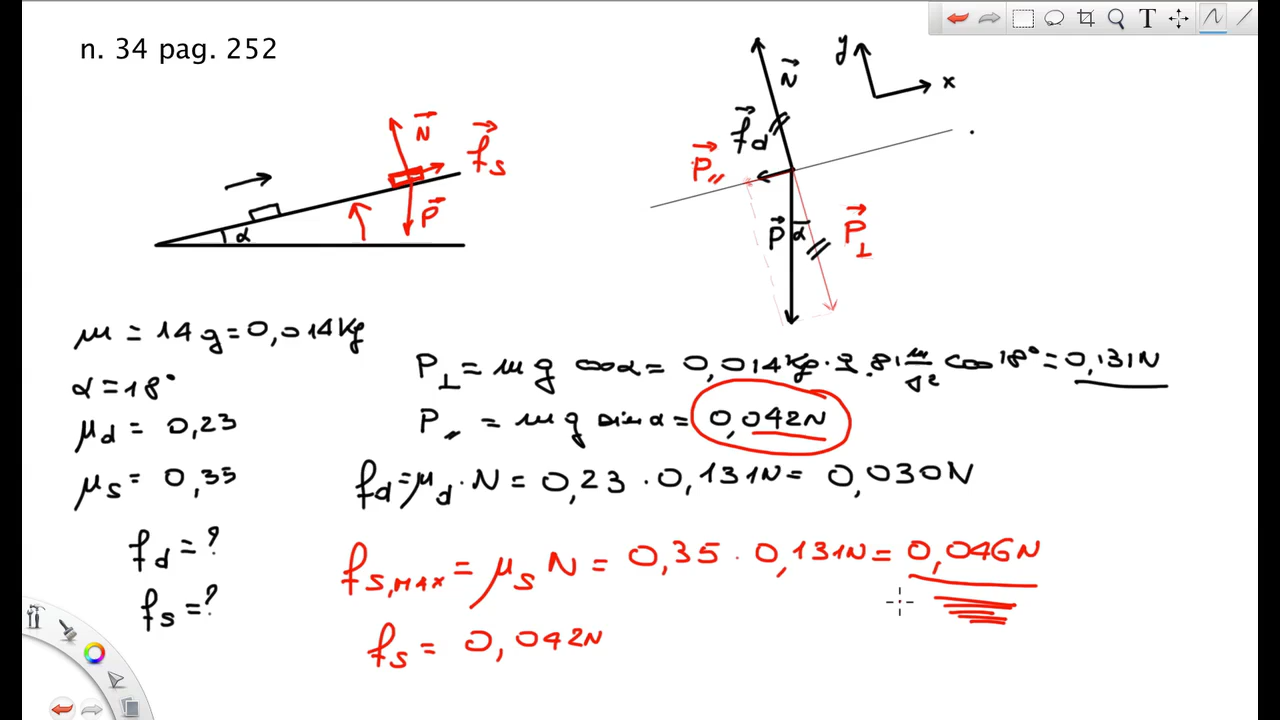 n. 34 pag. 252
N
y
x
N
fd
fs
P//
P
α
P
α
P⊥
m = 14 g = 0,014 Kg
P⊥ = m g cos α = 0,014 Kg · 9.81 m/s² cos 18° = 0,131 N
α = 18°
P// = m g sin α = 0,042 N
μd = 0,23
μs = 0,35
fd = μd · N = 0,23 · 0,131 N = 0,030 N
fd = ?
fs,MAX = μs N = 0,35 · 0,131 N = 0,046 N
fs = ?
fs = 0,042 N